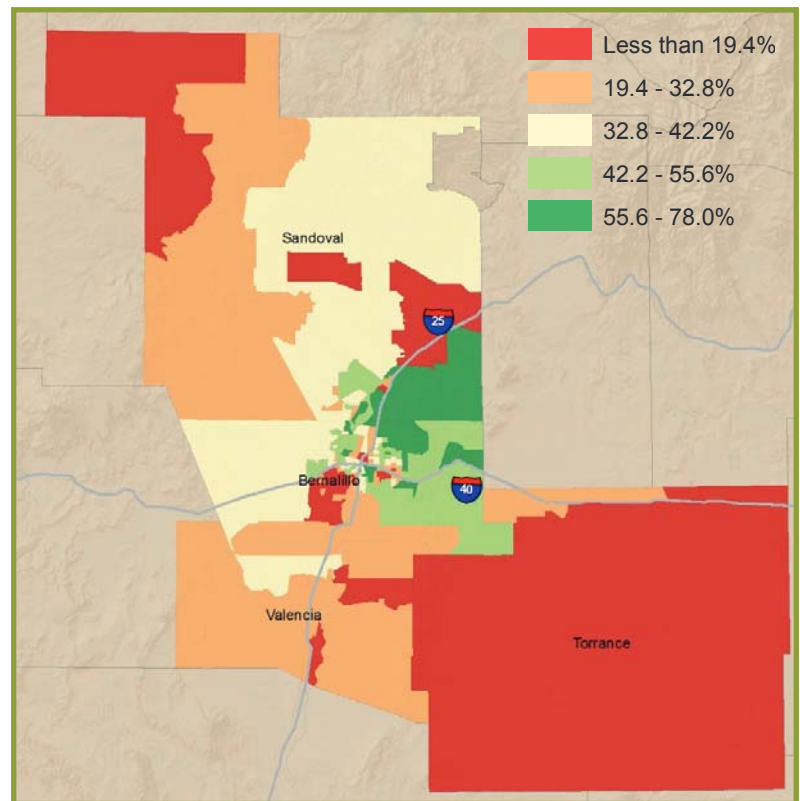 Less than 19.4%
19.4 - 32.8%
32.8 - 42.2%
42.2 - 55.6%
55.6 - 78.0%
Sandoval
25
Bernalillo
40
Valencia
Torrance